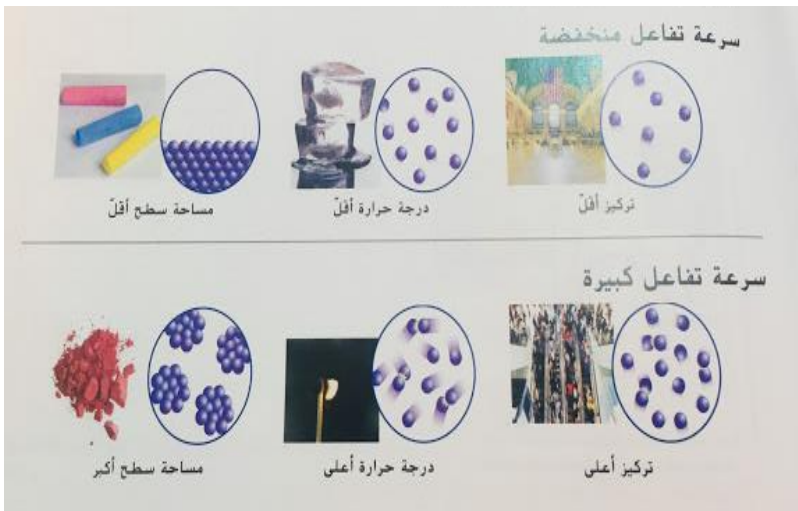 سرعة تفاعل منخفضة
تركيز أقلّ
درجة حرارة أقلّ
مساحة سطح أقلّ
سرعة تفاعل كبيرة
تركيز أعلى
درجة حرارة أعلى
مساحة سطح أكبر